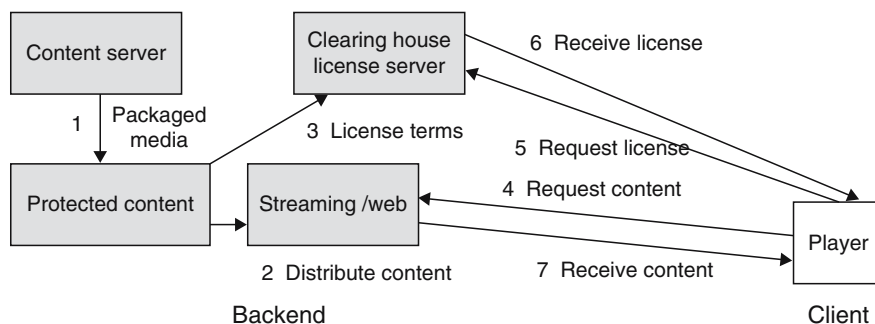 Content server
Clearing house
license server
6 Receive license
1
Packaged
media
3 License terms
5 Request license
4 Request content
Protected content
Streaming /web
Player
2 Distribute content
7 Receive content
Backend
Client